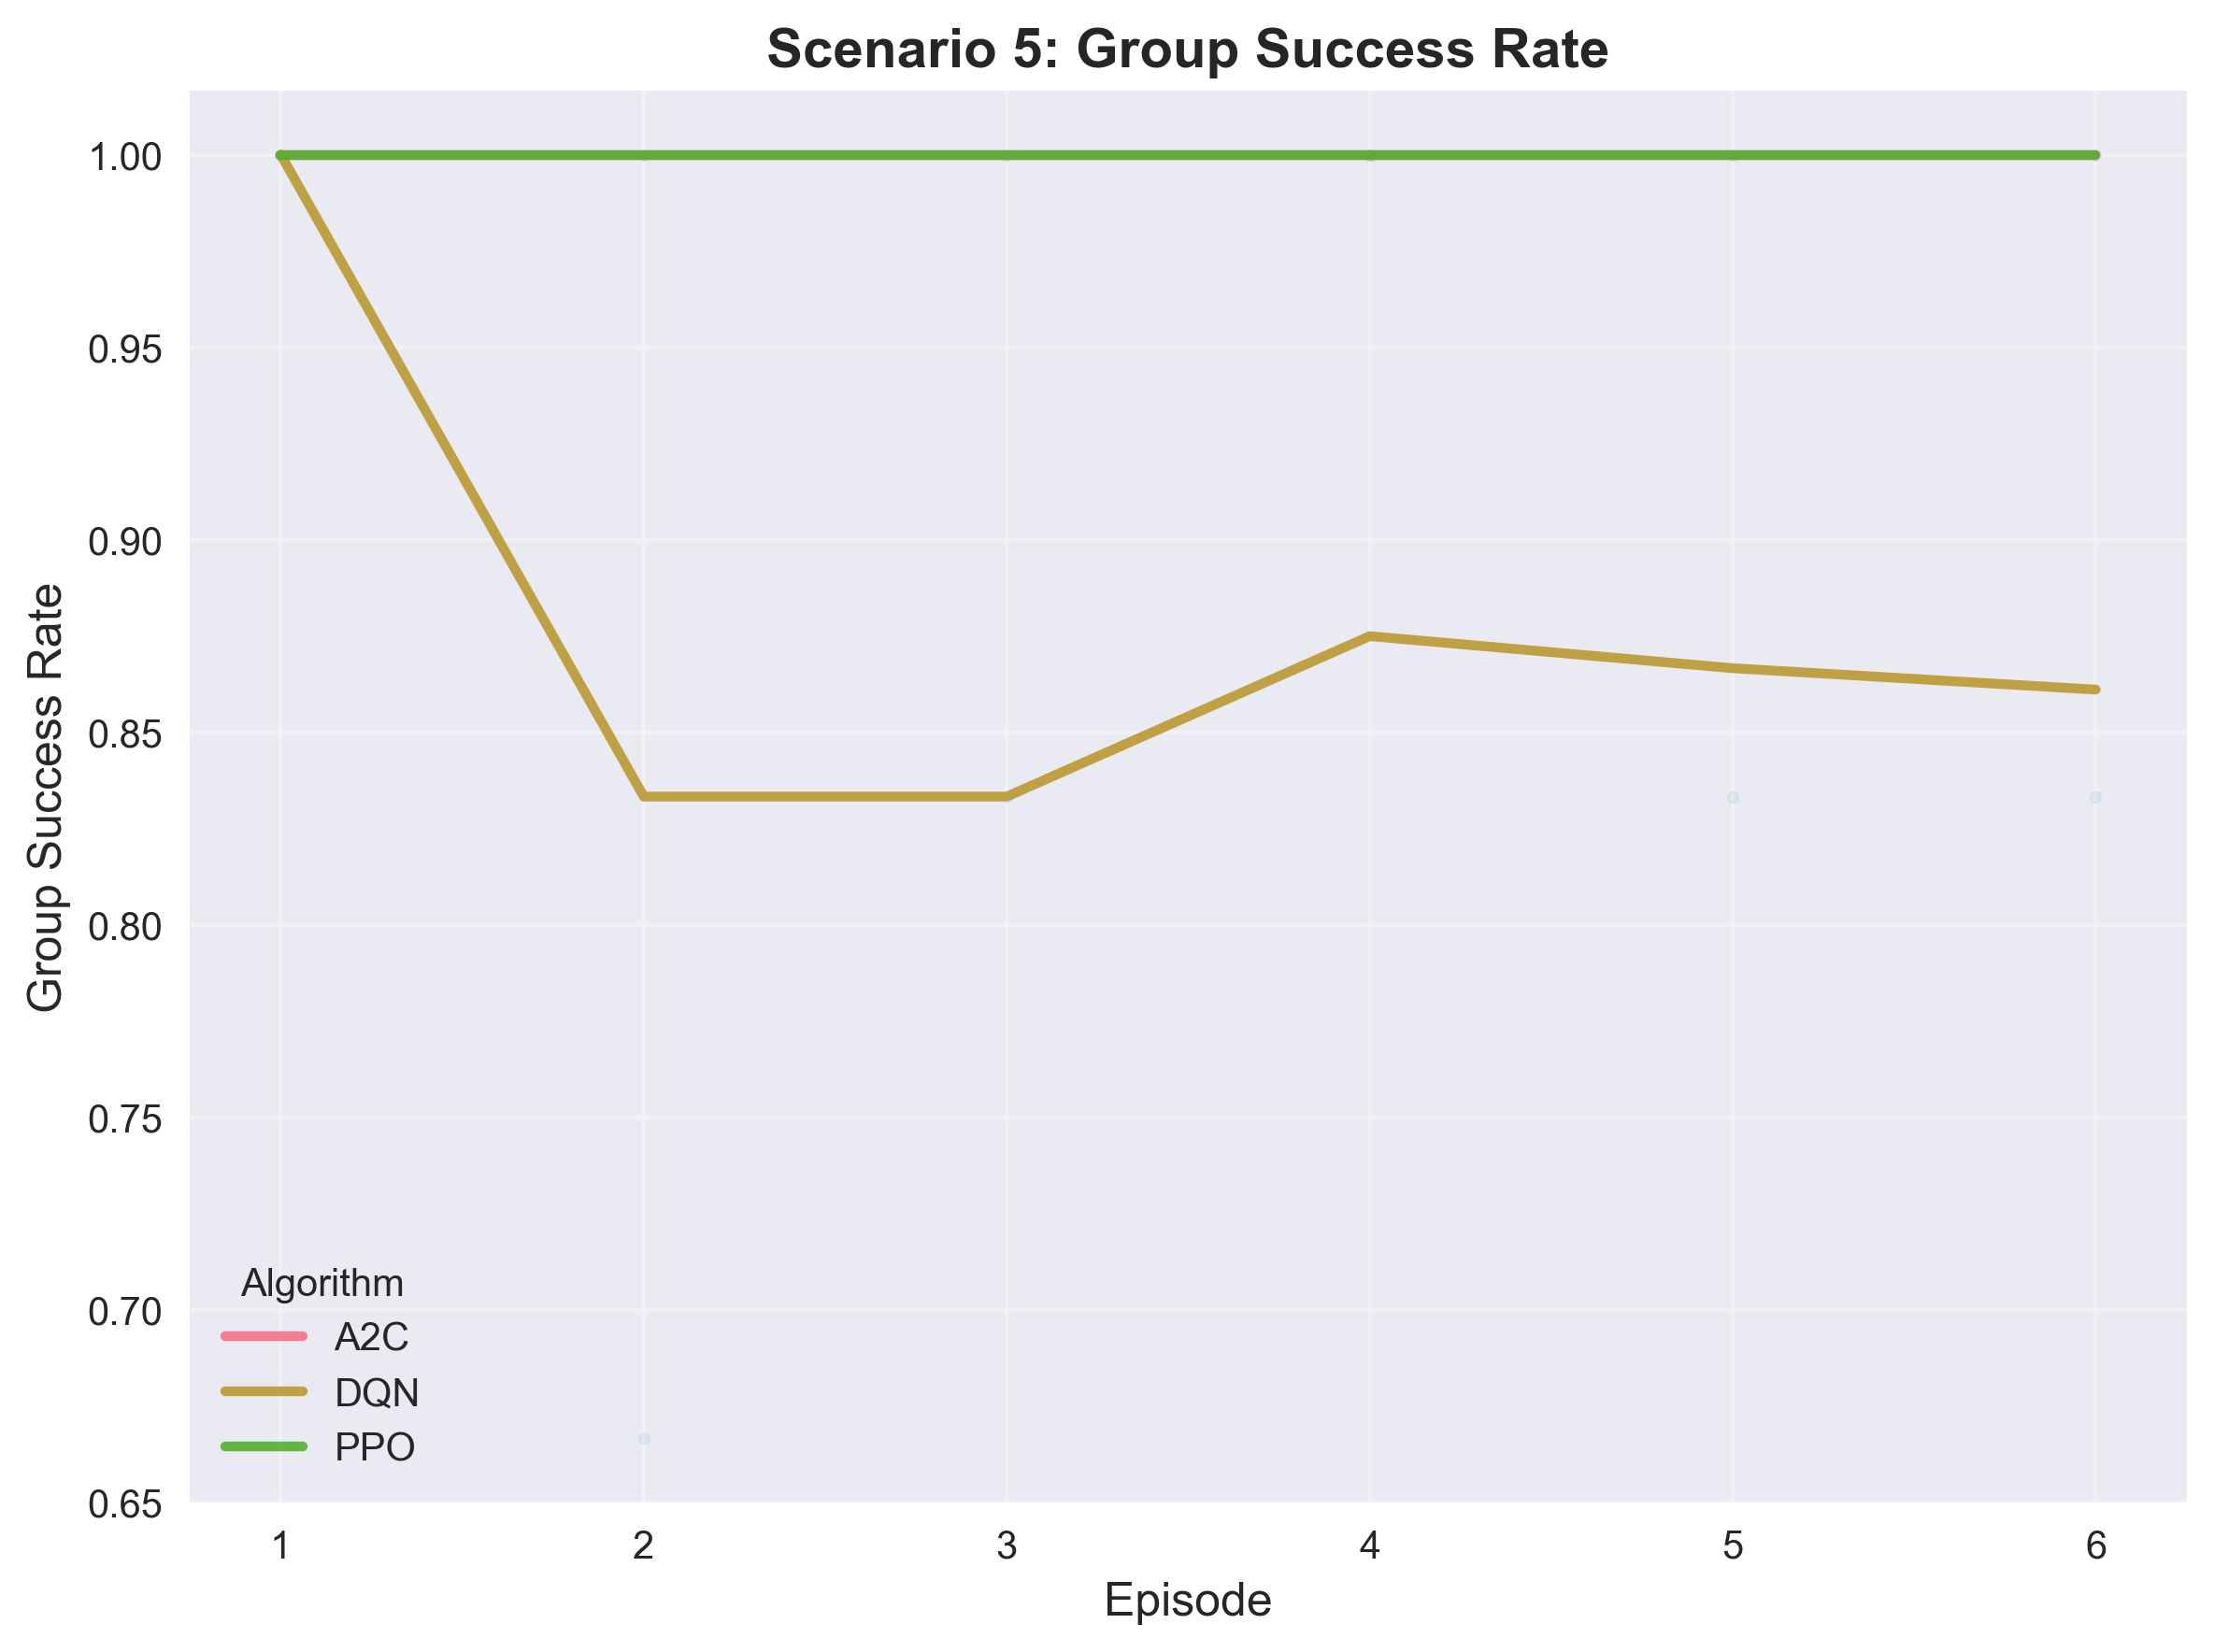 Scenario 5: Group Success Rate
1.00
0.95
0.90
0.85
0.80
0.75
0.70
0.65
Group Success Rate
Algorithm
A2C
DQN
PPO
1 2 3 4 5 6
Episode